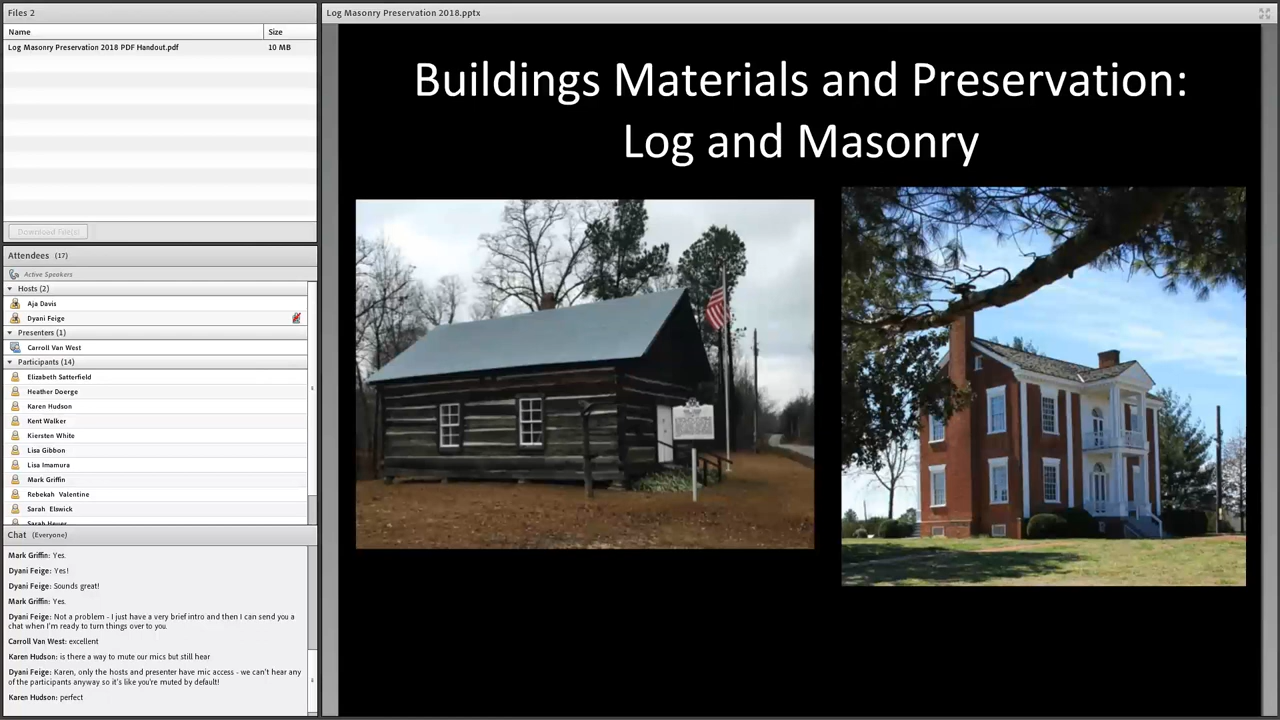 Files 2
Name
Size
Log Masonry Preservation 2018 PDF Handout.pdf
10 MB
Download File(s)
Attendees (17)
Active Speakers
Hosts (2)
Aja Davis
Dyani Feige
Presenters (1)
Carroll Van West
Participants (14)
Elizabeth Satterfield
Heather Doerge
Karen Hudson
Kent Walker
Kiersten White
Lisa Gibbon
Lisa Imamura
Mark Griffin
Rebekah Valentine
Sarah Elswick
Chat (Everyone)
Mark Griffin: Yes.
Dyani Feige: Yes!
Dyani Feige: Sounds great!
Mark Griffin: Yes.
Dyani Feige: Not a problem - I just have a very brief intro and then I can send you a
chat when I'm ready to turn things over to you.
Carroll Van West: excellent
Karen Hudson: is there a way to mute our mics but still hear
Dyani Feige: Karen, only the hosts and presenter have mic access - we can't hear any
of the participants anyway so it's like you're muted by default!
Karen Hudson: perfect
Log Masonry Preservation 2018.pptx
Buildings Materials and Preservation:
Log and Masonry